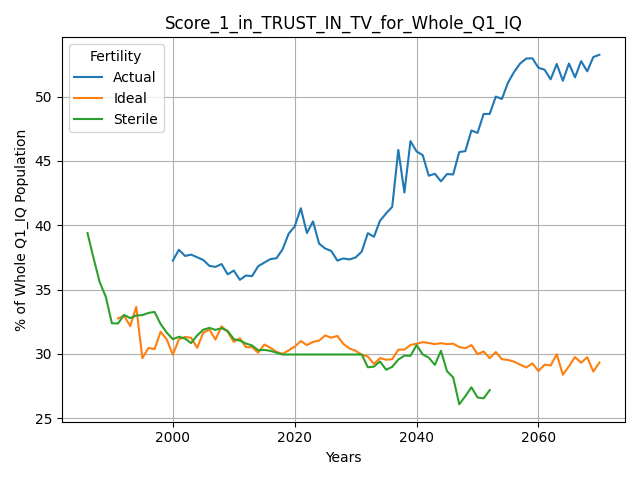 Score_1_in_TRUST_IN_TV_for_Whole_Q1_IQ
Fertility
Actual
Ideal
Sterile
% of Whole Q1_IQ Population
50
45
40
35
30
25
2000
2020
2040
2060
Years